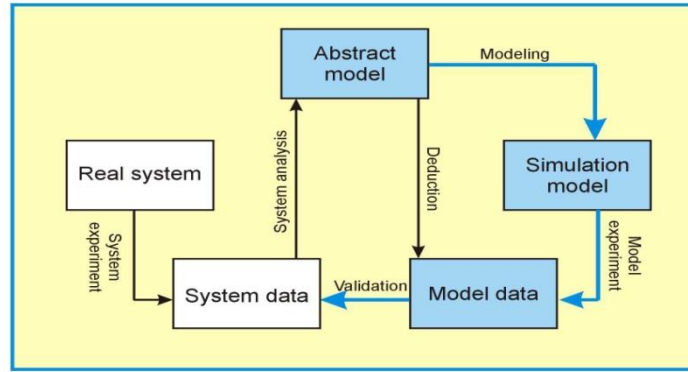 Abstract
model
Modeling
Real system
System analysis
Deduction
Simulation
model
System
experiment
Model
experiment
System data
Validation
Model data